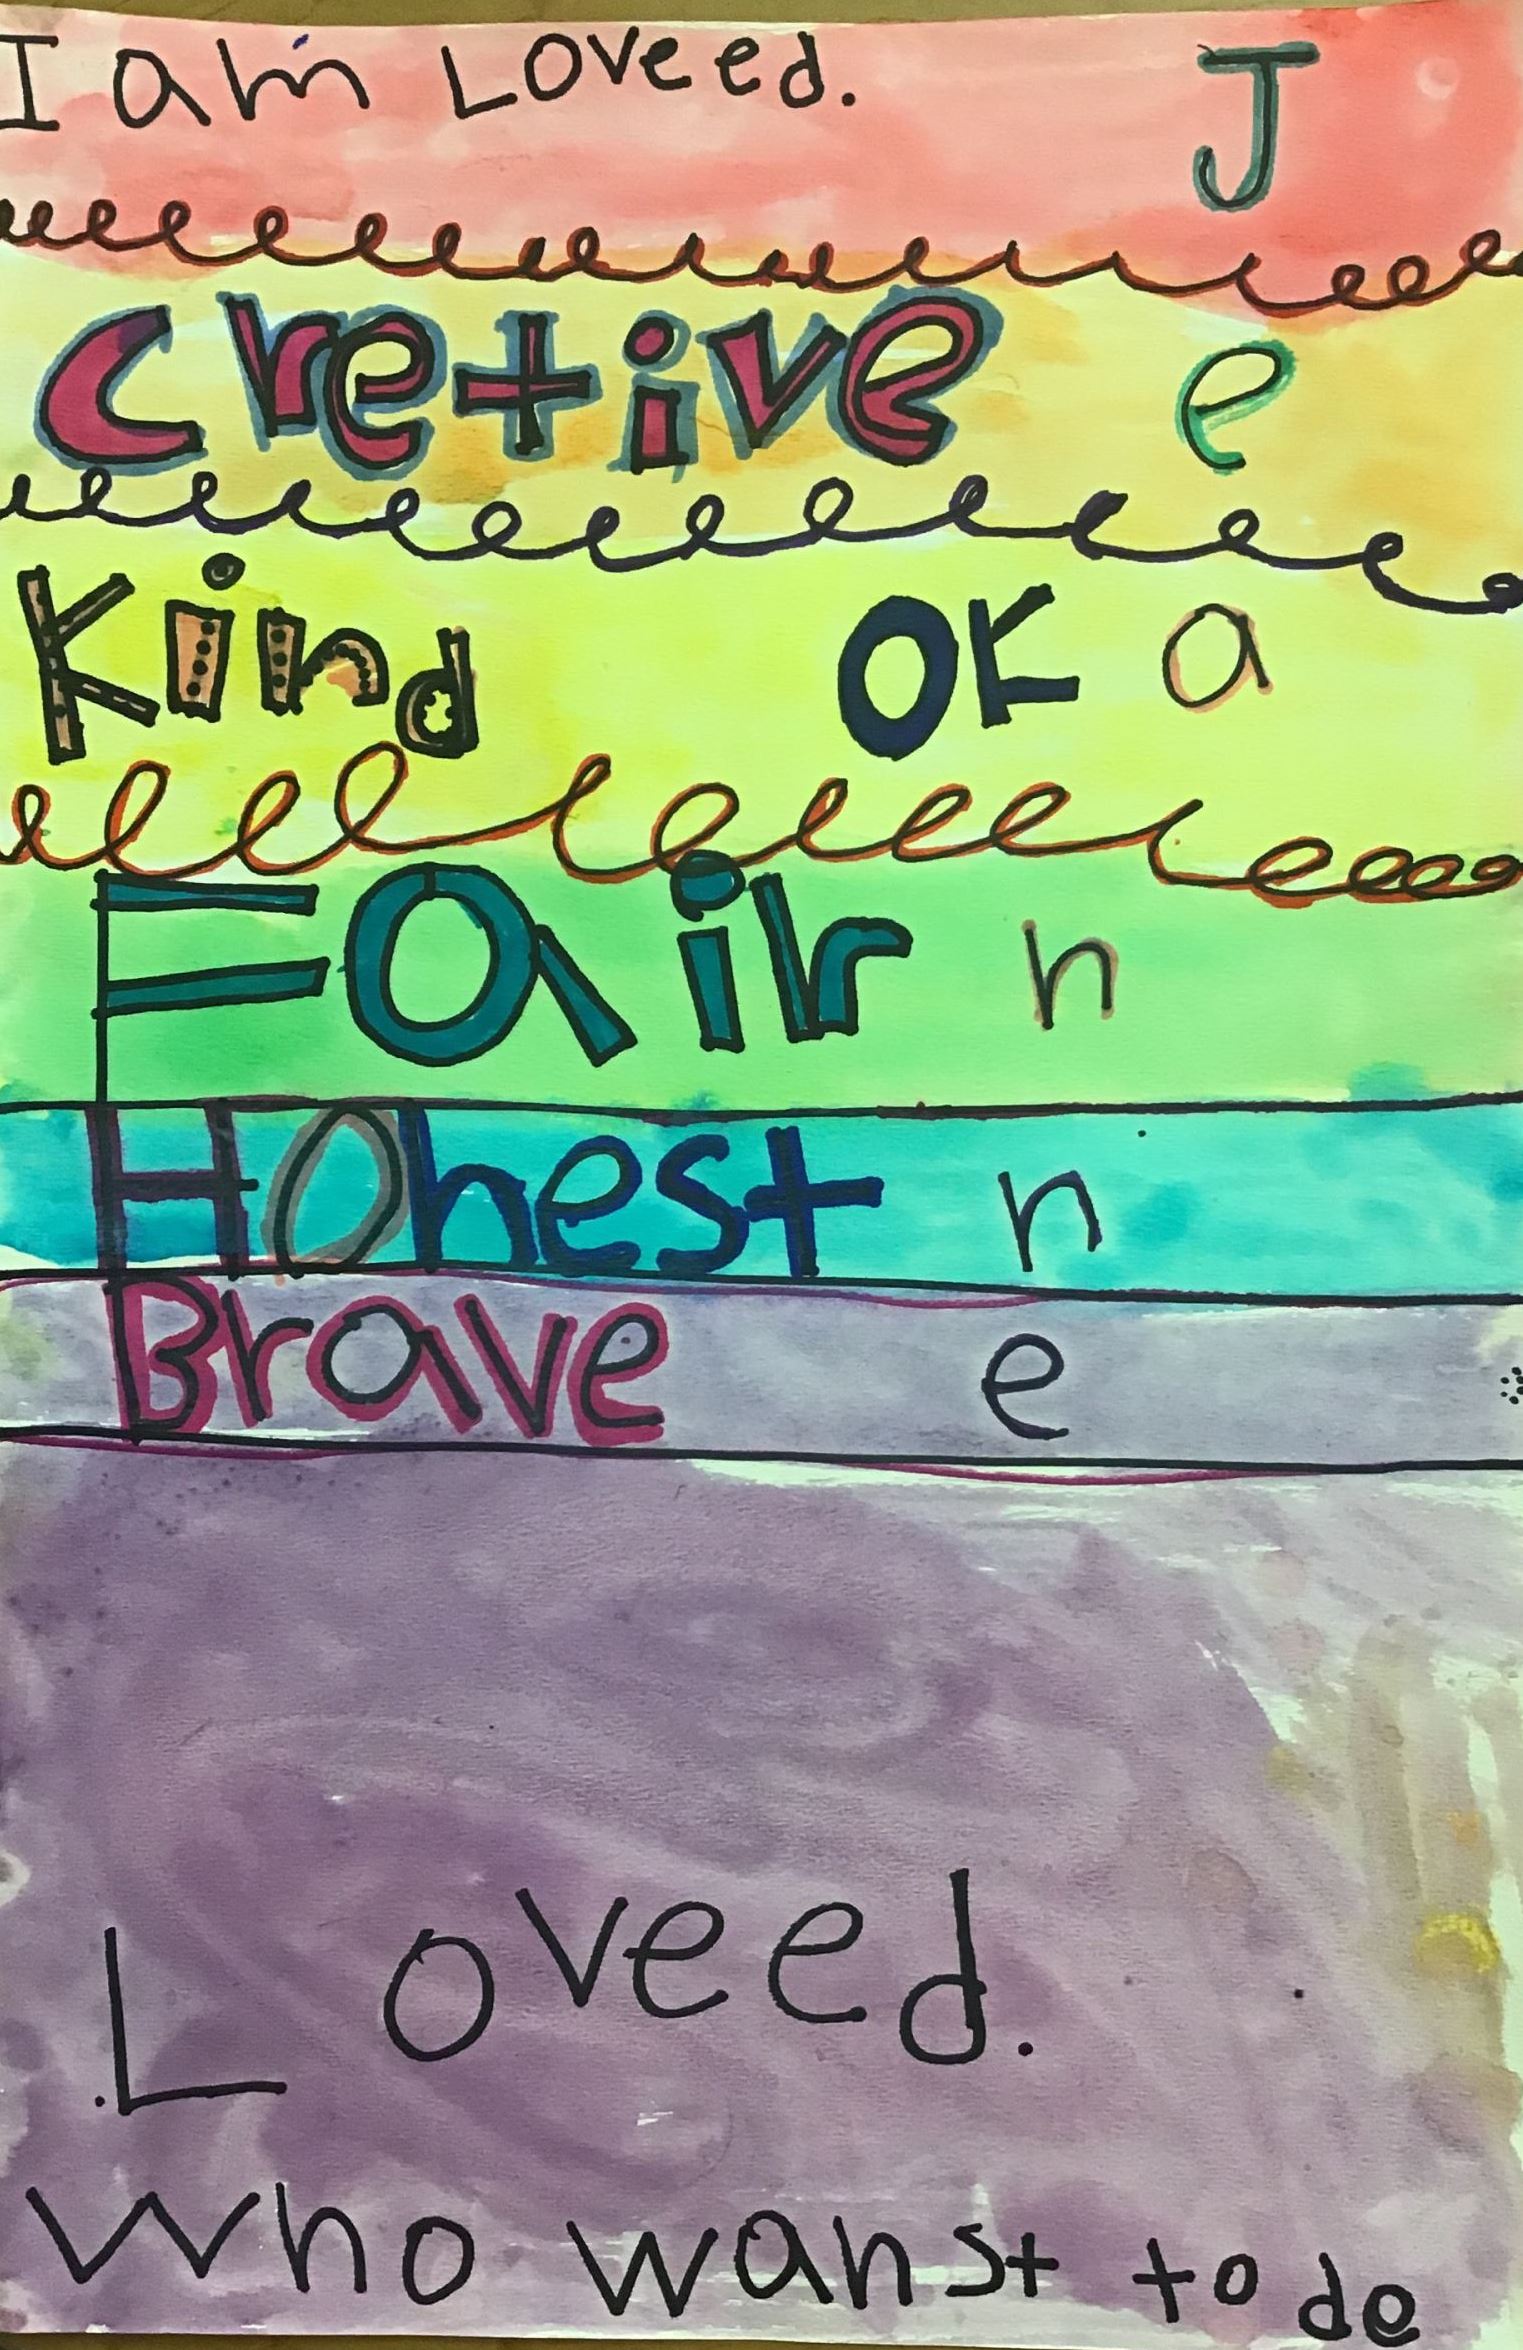 I am Loveed. J
Cretive e
Kind OK a
FAir n
HOnest n
Brave e
Loveed.
Who wanst to de